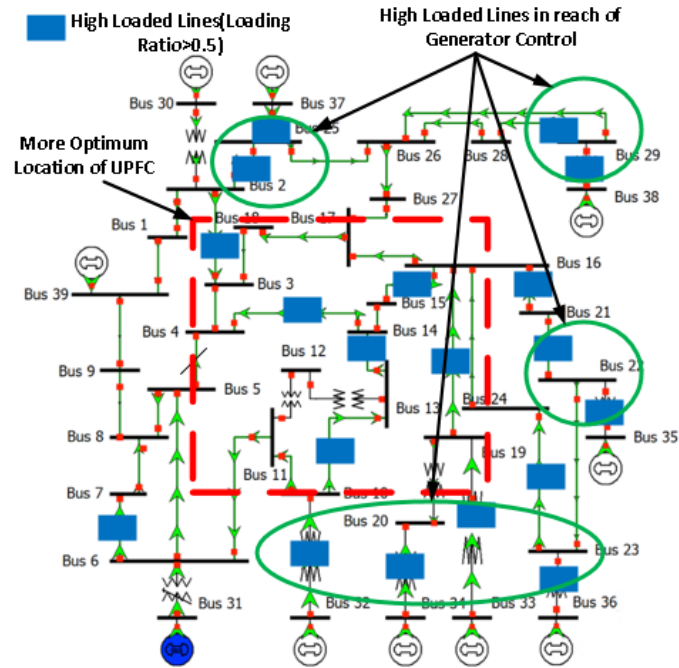 High Loaded Lines(Loading
Ratio>0.5)
High Loaded Lines in reach of
Generator Control
More Optimum
Location of UPFC
Bus 30
Bus 37
Bus 2
Bus 26
Bus 28
Bus 29
Bus 38
Bus 27
Bus 1
Bus 18
Bus 17
Bus 16
Bus 39
Bus 3
Bus 15
Bus 21
Bus 4
Bus 14
Bus 9
Bus 12
Bus 22
Bus 5
Bus 13
Bus 24
Bus 8
Bus 35
Bus 11
Bus 19
Bus 7
Bus 20
Bus 6
Bus 23
Bus 31
Bus 32
Bus 34
Bus 33
Bus 36